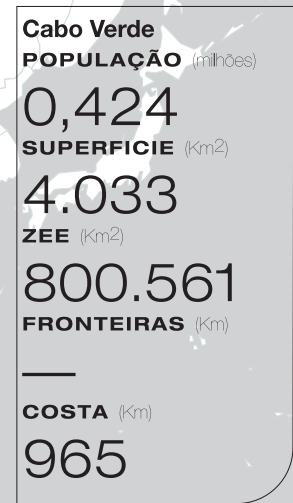 Cabo Verde
POPULAÇÃO (milhões)
0,424
SUPERFICIE (Km2)
4.033
ZEE (Km2)
800.561
FRONTEIRAS (Km)
—
COSTA (Km)
965